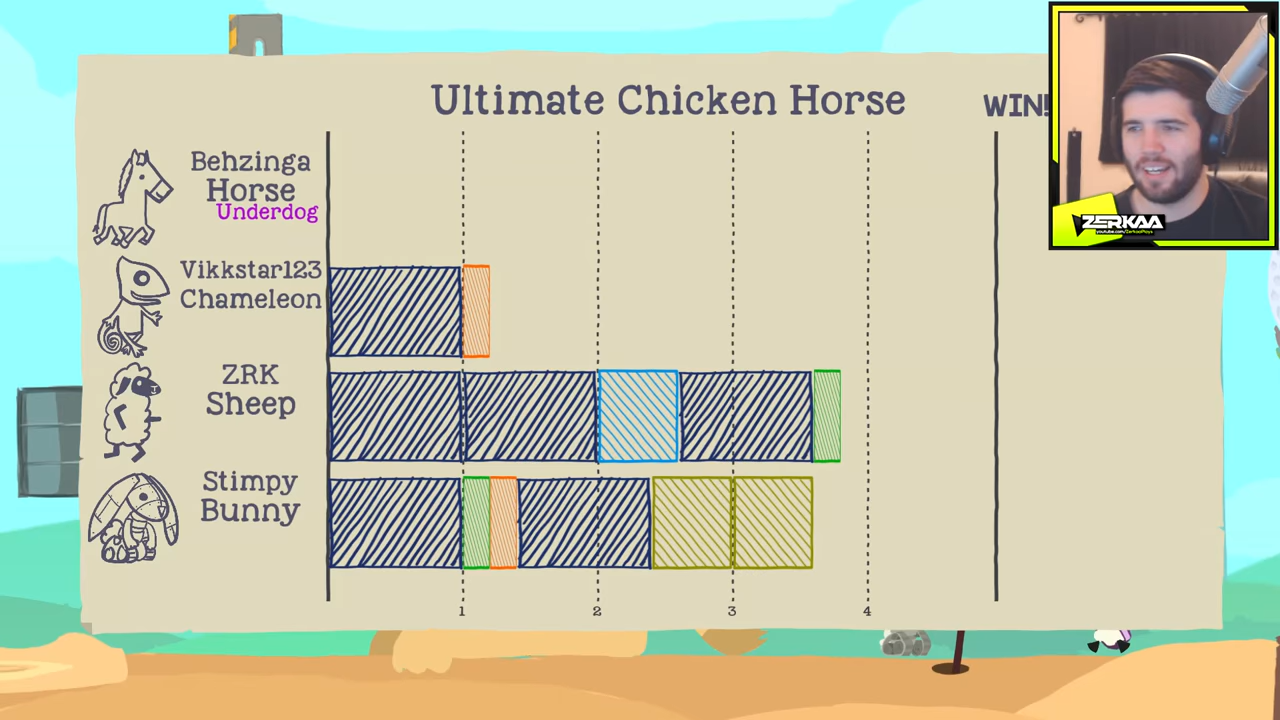 Ultimate Chicken Horse
WIN!
Behzinga
Horse
Underdog
Vikkstar123
Chameleon
ZRK
Sheep
Stimpy
Bunny
1 2 3 4
ZERKAA